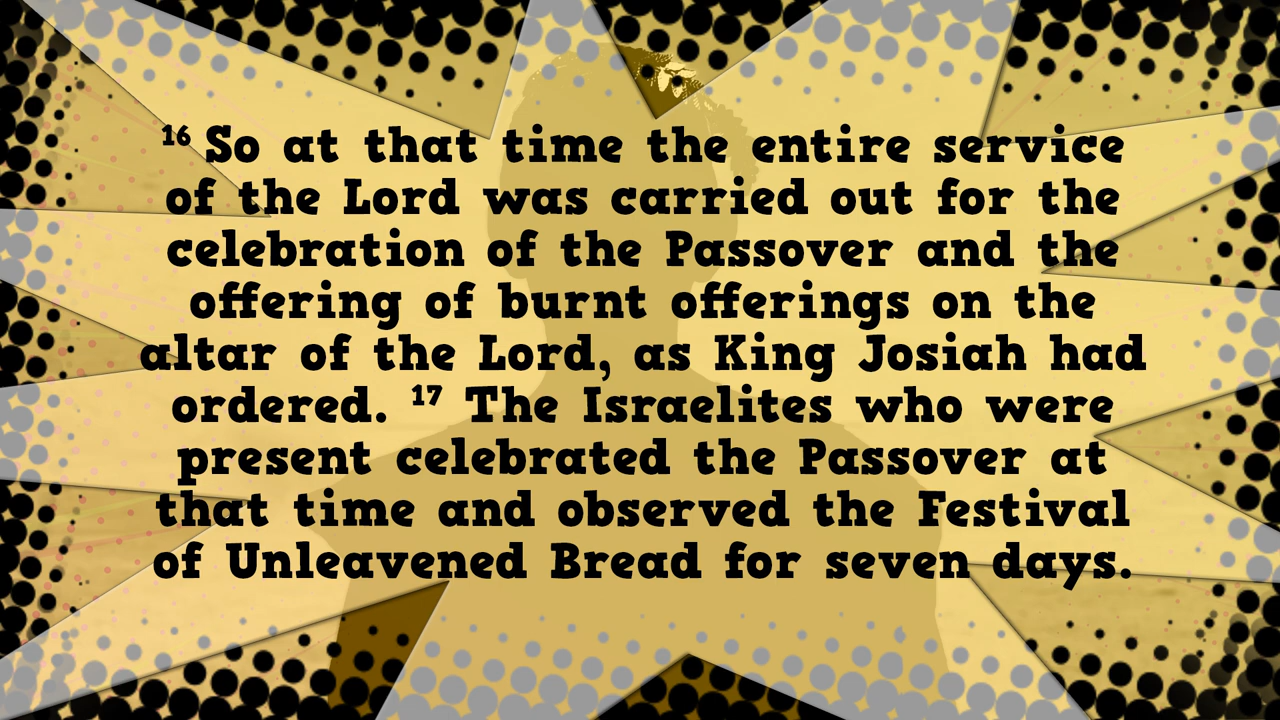 ¹⁶ So at that time the entire service
of the Lord was carried out for the
celebration of the Passover and the
offering of burnt offerings on the
altar of the Lord, as King Josiah had
ordered. ¹⁷ The Israelites who were
present celebrated the Passover at
that time and observed the Festival
of Unleavened Bread for seven days.